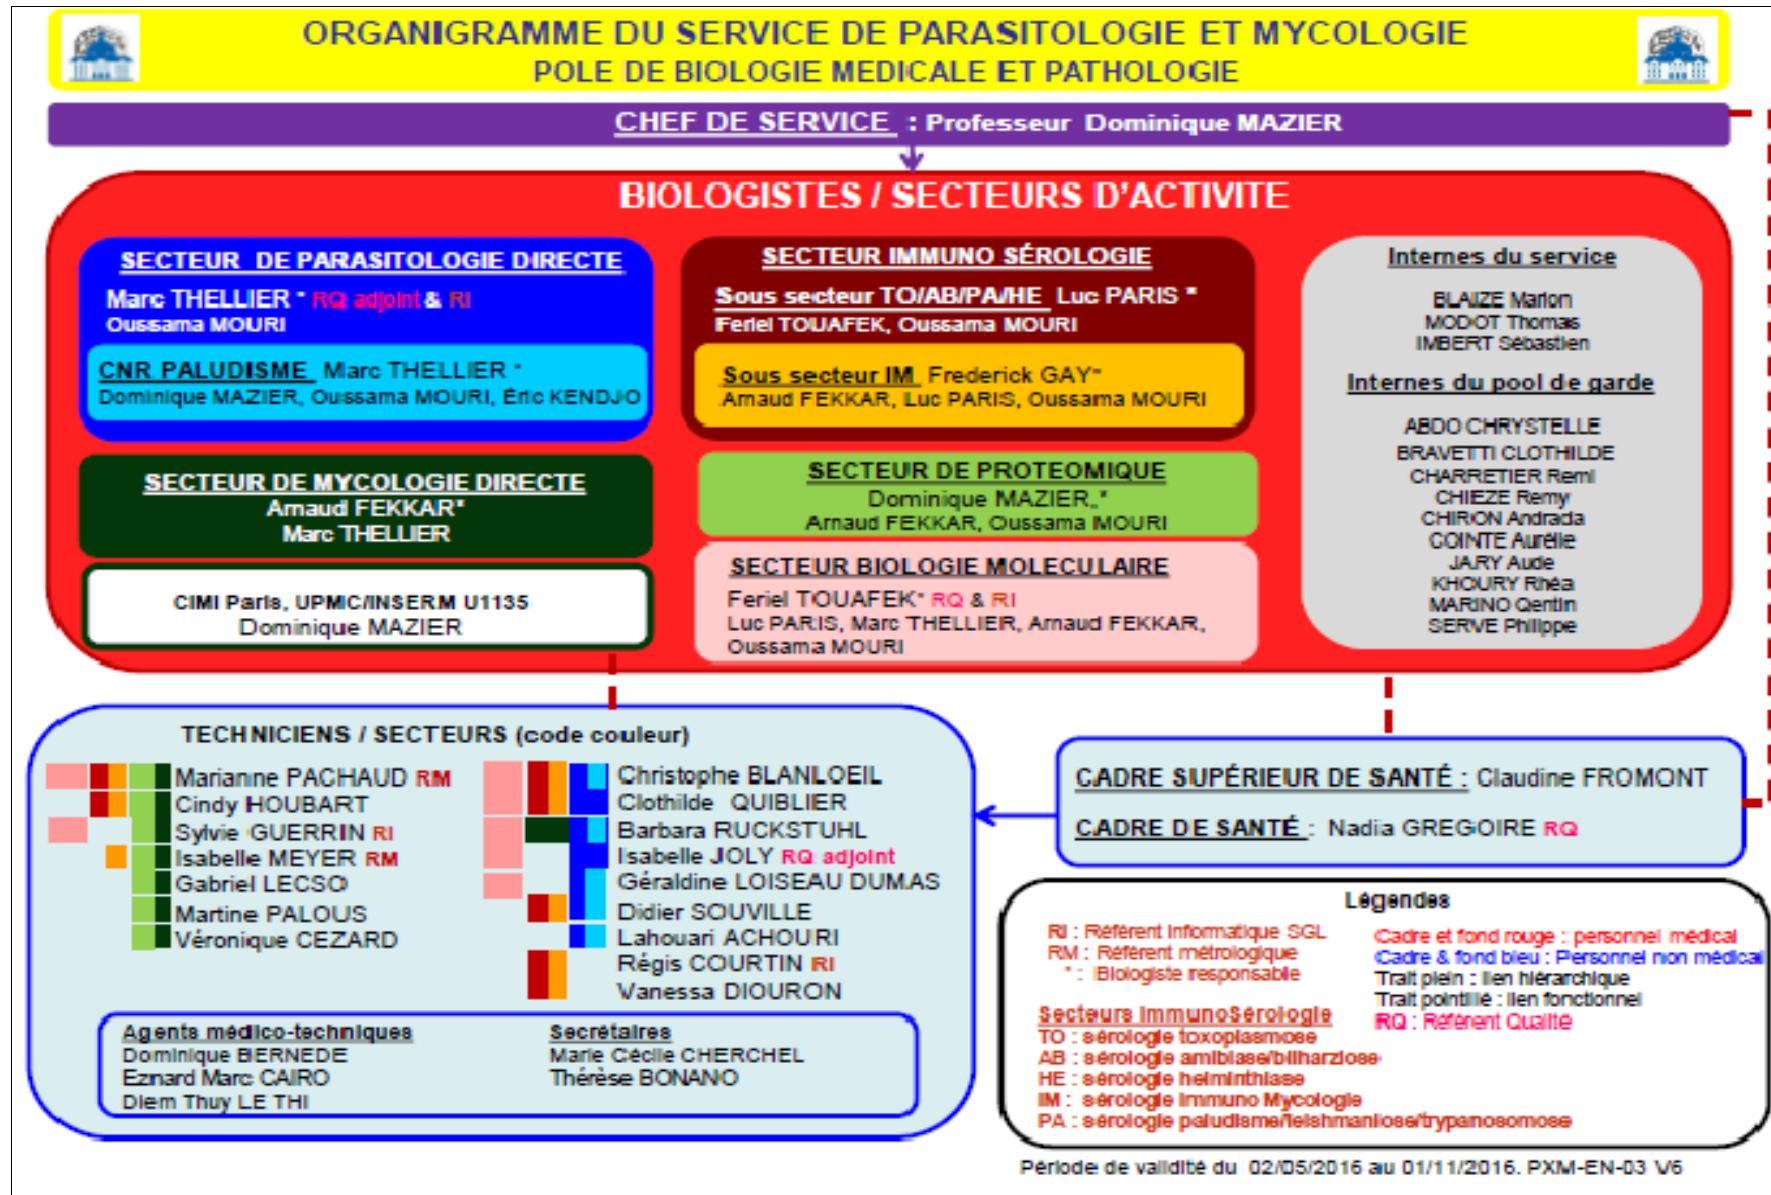 ORGANIGRAMME DU SERVICE DE PARASITOLOGIE ET MYCOLOGIE
POLE DE BIOLOGIE MEDICALE ET PATHOLOGIE
CHEF DE SERVICE : Professeur Dominique MAZIER
BIOLOGISTES / SECTEURS D'ACTIVITE
SECTEUR DE PARASITOLOGIE DIRECTE
Marc THELLIER * RQ adjoint & RI
Oussama MOURI
CNR PALUDISME Marc THELLIER *
Dominique MAZIER, Oussama MOURI, Éric KENDJO
SECTEUR DE MYCOLOGIE DIRECTE
Arnaud FEKKAR*
Marc THELLIER
CIMI Paris, UPMC/INSERM U1135
Dominique MAZIER
SECTEUR IMMUNO SÉROLOGIE
Sous secteur TO/AB/PA/HE Luc PARIS *
Feriel TOUAFEK, Oussama MOURI
Sous secteur IM Frederick GAY*
Arnaud FEKKAR, Luc PARIS, Oussama MOURI
SECTEUR DE PROTEOMIQUE
Dominique MAZIER,*
Arnaud FEKKAR, Oussama MOURI
SECTEUR BIOLOGIE MOLECULAIRE
Feriel TOUAFEK* RQ & RI
Luc PARIS, Marc THELLIER, Arnaud FEKKAR,
Oussama MOURI
Internes du service
BLAIZE Marion
MODOT Thomas
IMBERT Sébastien
Internes du pool de garde
ABDO CHRYSTELLE
BRAVETTI CLOTHILDE
CHARRETIER Remi
CHIEZE Remy
CHIRON Andrada
COINTE Aurélie
JARY Aude
KHOURY Rhéa
MARINO Qentin
SERVE Philippe
TECHNICIENS / SECTEURS (code couleur)
Marianne PACHAUD RM
Cindy HOUBART
Sylvie GUERRIN RI
Isabelle MEYER RM
Gabriel LECSO
Martine PALOUS
Véronique CEZARD
Christophe BLANLOEIL
Clothilde QUIBLIER
Barbara RUCKSTUHL
Isabelle JOLY RQ adjoint
Géraldine LOISEAU DUMAS
Didier SOUVILLE
Lahouari ACHOURI
Régis COURTIN RI
Vanessa DIOURON
Agents médico-techniques
Dominique BERNEDE
Eznard Marc CAIRO
Diem Thuy LE THI
Secrétaires
Marie Cécile CHERCHEL
Thérèse BONANO
CADRE SUPÉRIEUR DE SANTÉ : Claudine FROMONT
CADRE DE SANTÉ : Nadia GREGOIRE RQ
Légendes
RI : Référent Informatique SGL
RM : Référent métrologique
* : Biologiste responsable
Secteurs ImmunoSérologie
TO : sérologie toxoplasmose
AB : sérologie amibiase/bilharziose
HE : sérologie helminthiase
IM : sérologie Immuno Mycologie
PA : sérologie paludisme/leishmaniose/trypanosomose
Cadre et fond rouge : personnel médical
Cadre & fond bleu : Personnel non médical
Trait plein : lien hiérarchique
Trait pointillé : lien fonctionnel
RQ : Référent Qualité
Période de validité du 02/05/2016 au 01/11/2016. PXM-EN-03 V6